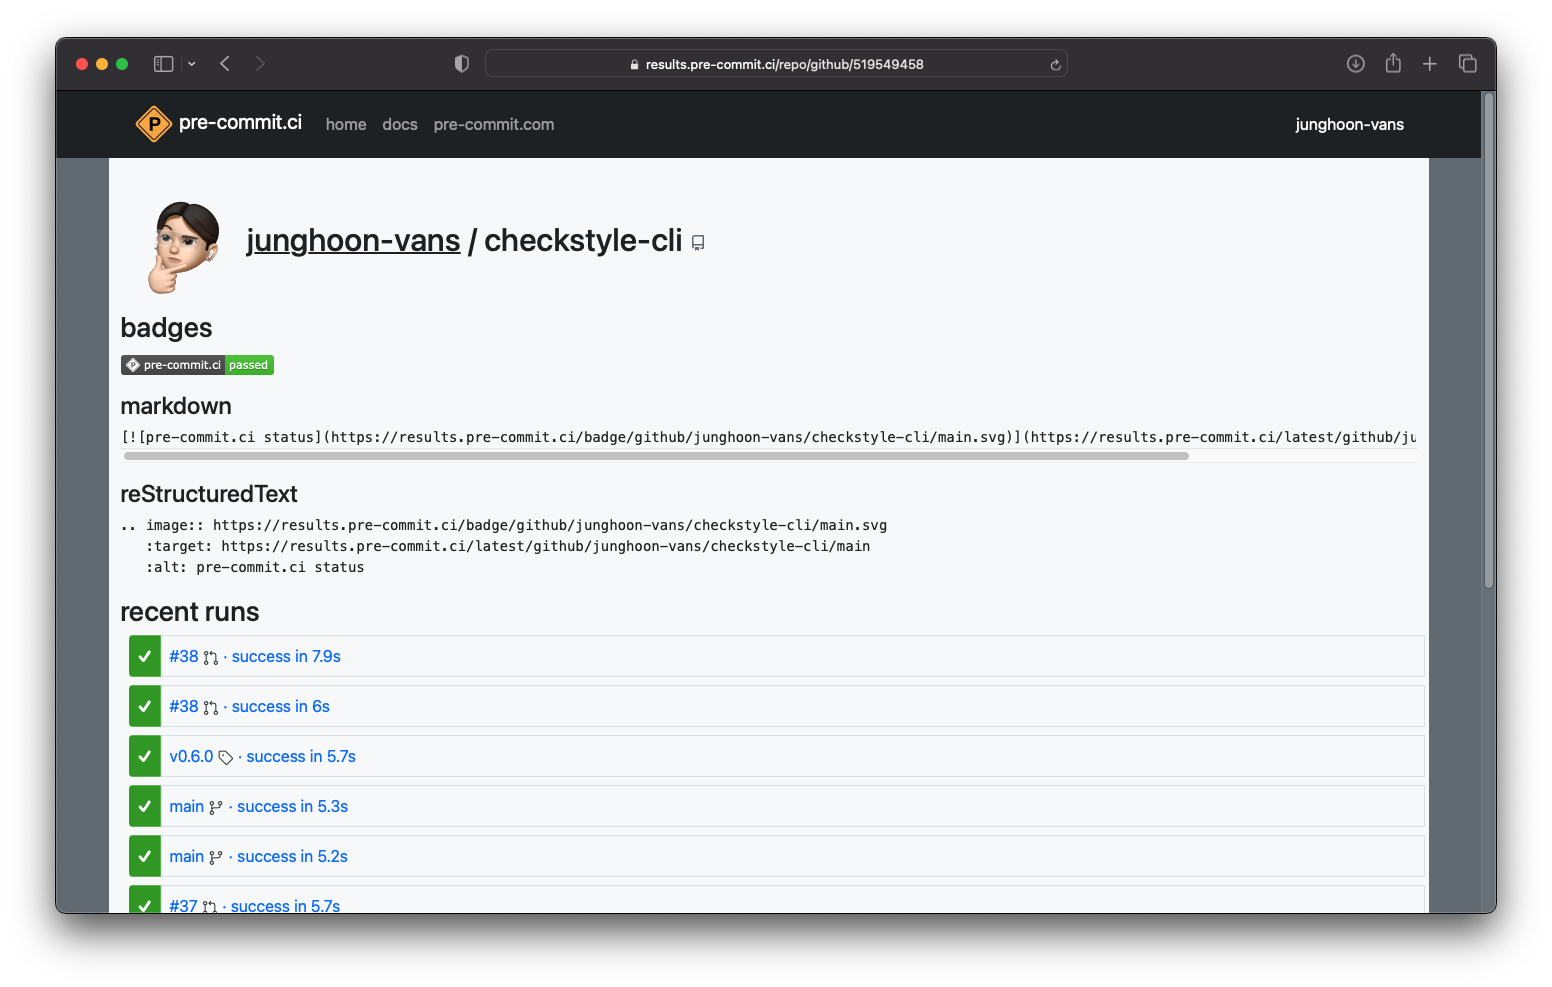 results.pre-commit.ci/repo/github/519549458
P pre-commit.ci home docs pre-commit.com junghoon-vans
junghoon-vans / checkstyle-cli
badges
P pre-commit.ci passed
markdown
[![pre-commit.ci status](https://results.pre-commit.ci/badge/github/junghoon-vans/checkstyle-cli/main.svg)](https://results.pre-commit.ci/latest/github/ju
reStructuredText
.. image:: https://results.pre-commit.ci/badge/github/junghoon-vans/checkstyle-cli/main.svg
:target: https://results.pre-commit.ci/latest/github/junghoon-vans/checkstyle-cli/main
:alt: pre-commit.ci status
recent runs
#38 · success in 7.9s
#38 · success in 6s
v0.6.0 · success in 5.7s
main · success in 5.3s
main · success in 5.2s
#37 · success in 5.7s